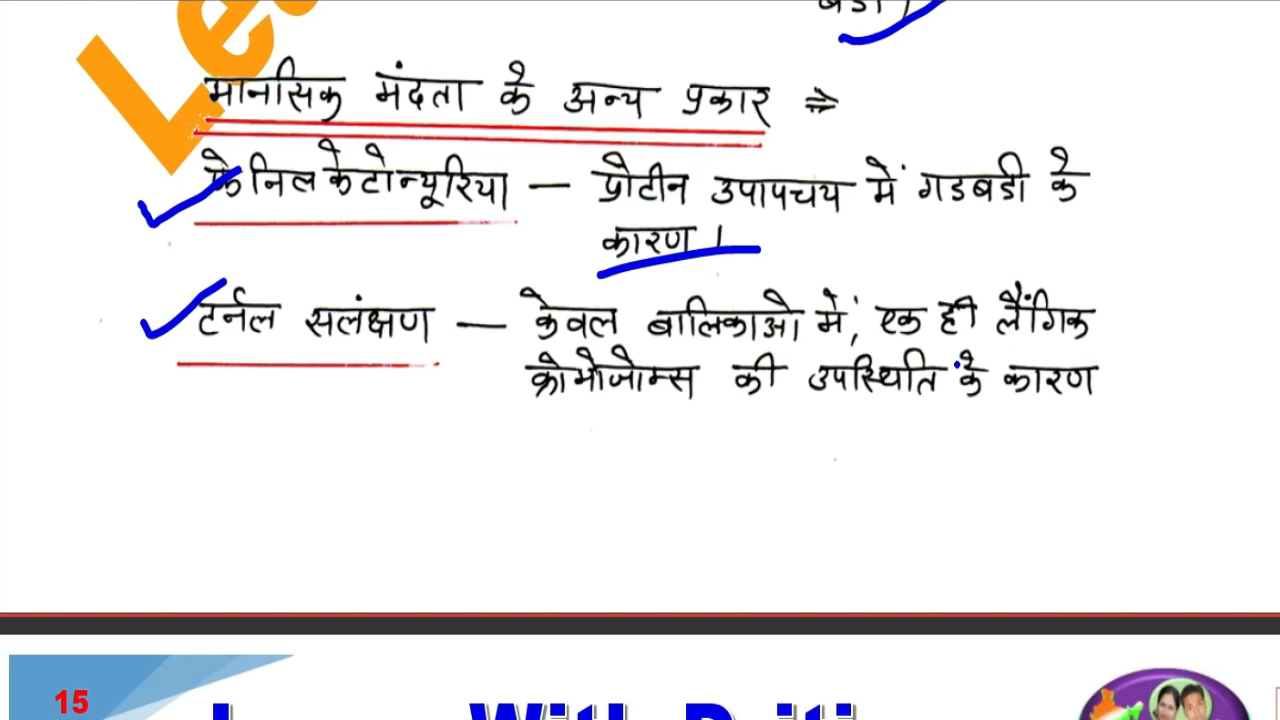 मानसिक मंदता के अन्य प्रकार ⇒
फेनिलकेटोन्यूरिया — प्रोटीन उपापचय में गडबडी के
कारण ।
टर्नल सलंक्षण — केवल बालिकाओ में, एक ही लैंगिक
क्रोमोजोम्स की उपस्थिति के कारण
15